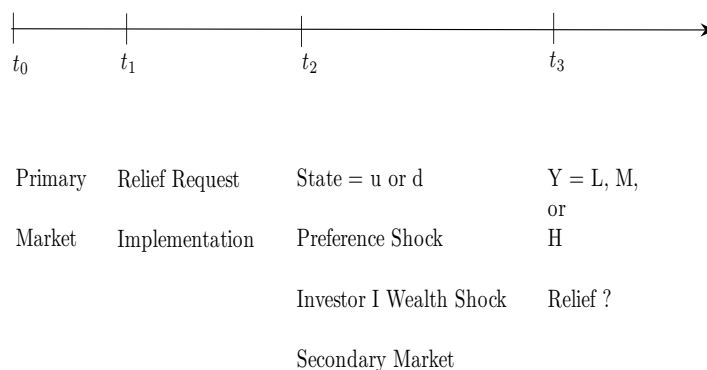 t0 t1 t2 t3
Primary Relief Request State = u or d Y = L, M,
or
Market Implementation Preference Shock H
Investor I Wealth Shock Relief ?
Secondary Market